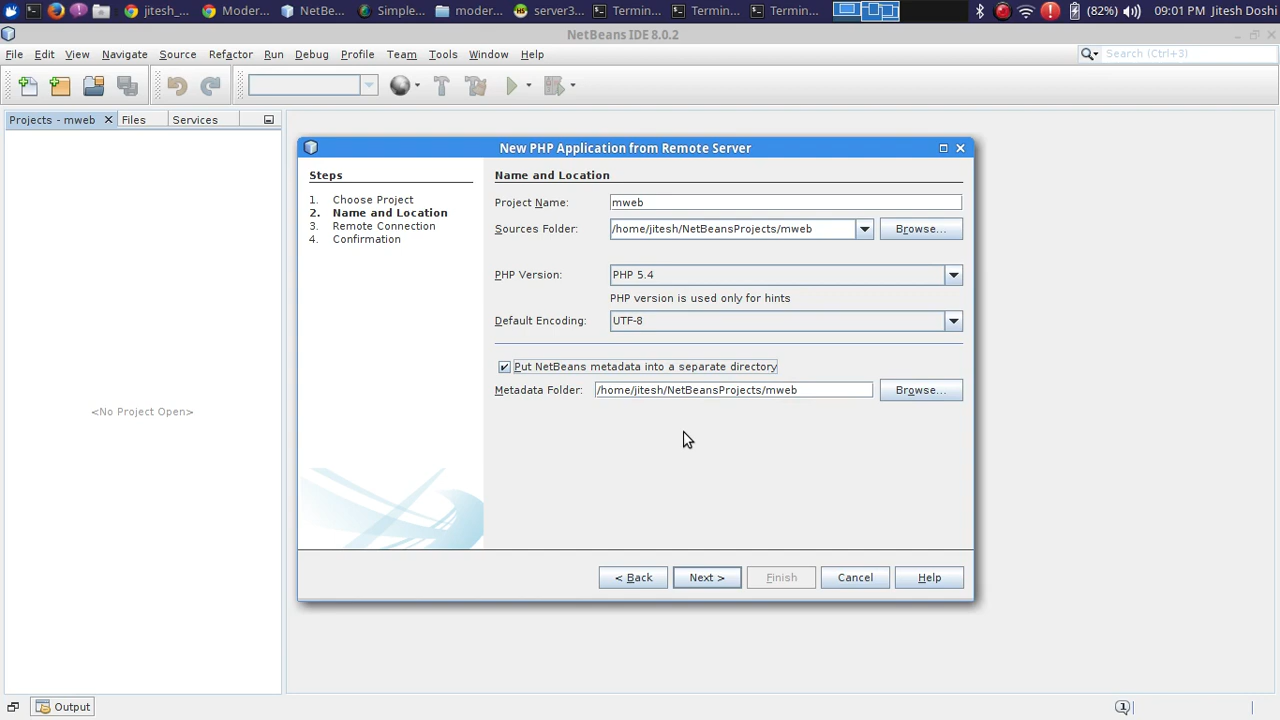 jitesh_... Moder... NetBe... Simple... moder... server3... Termin... Termin... Termin... (82%) 09:01 PM Jitesh Doshi
NetBeans IDE 8.0.2
File Edit View Navigate Source Refactor Run Debug Profile Team Tools Window Help Search (Ctrl+3)
Projects - mweb Files Services
New PHP Application from Remote Server
Steps
1. Choose Project
2. Name and Location
3. Remote Connection
4. Confirmation
Name and Location
Project Name: mweb
Sources Folder: /home/jitesh/NetBeansProjects/mweb Browse...
PHP Version: PHP 5.4
PHP version is used only for hints
Default Encoding: UTF-8
Put NetBeans metadata into a separate directory
Metadata Folder: /home/jitesh/NetBeansProjects/mweb Browse...
<No Project Open>
< Back Next > Finish Cancel Help
Output 1